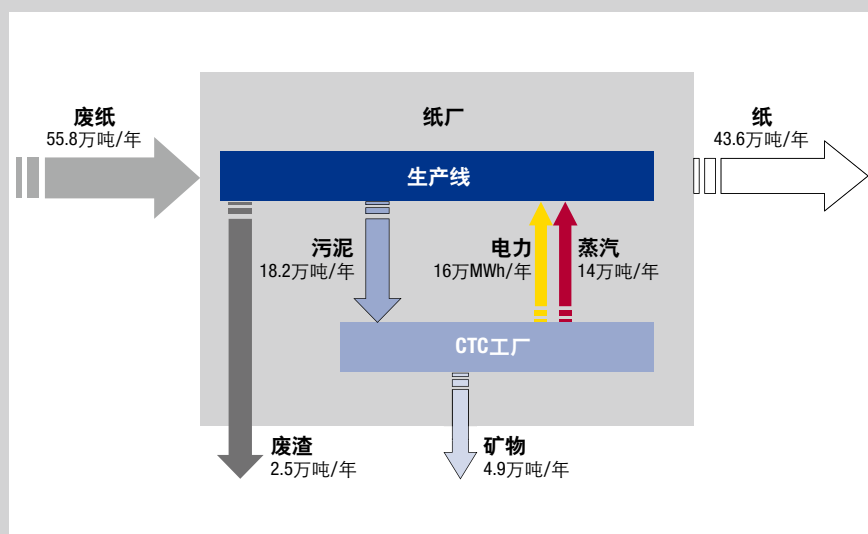 废纸
55.8万吨/年
纸厂
纸
43.6万吨/年
生产线
污泥
18.2万吨/年
电力
16万MWh/年
蒸汽
14万吨/年
CTC工厂
废渣
2.5万吨/年
矿物
4.9万吨/年